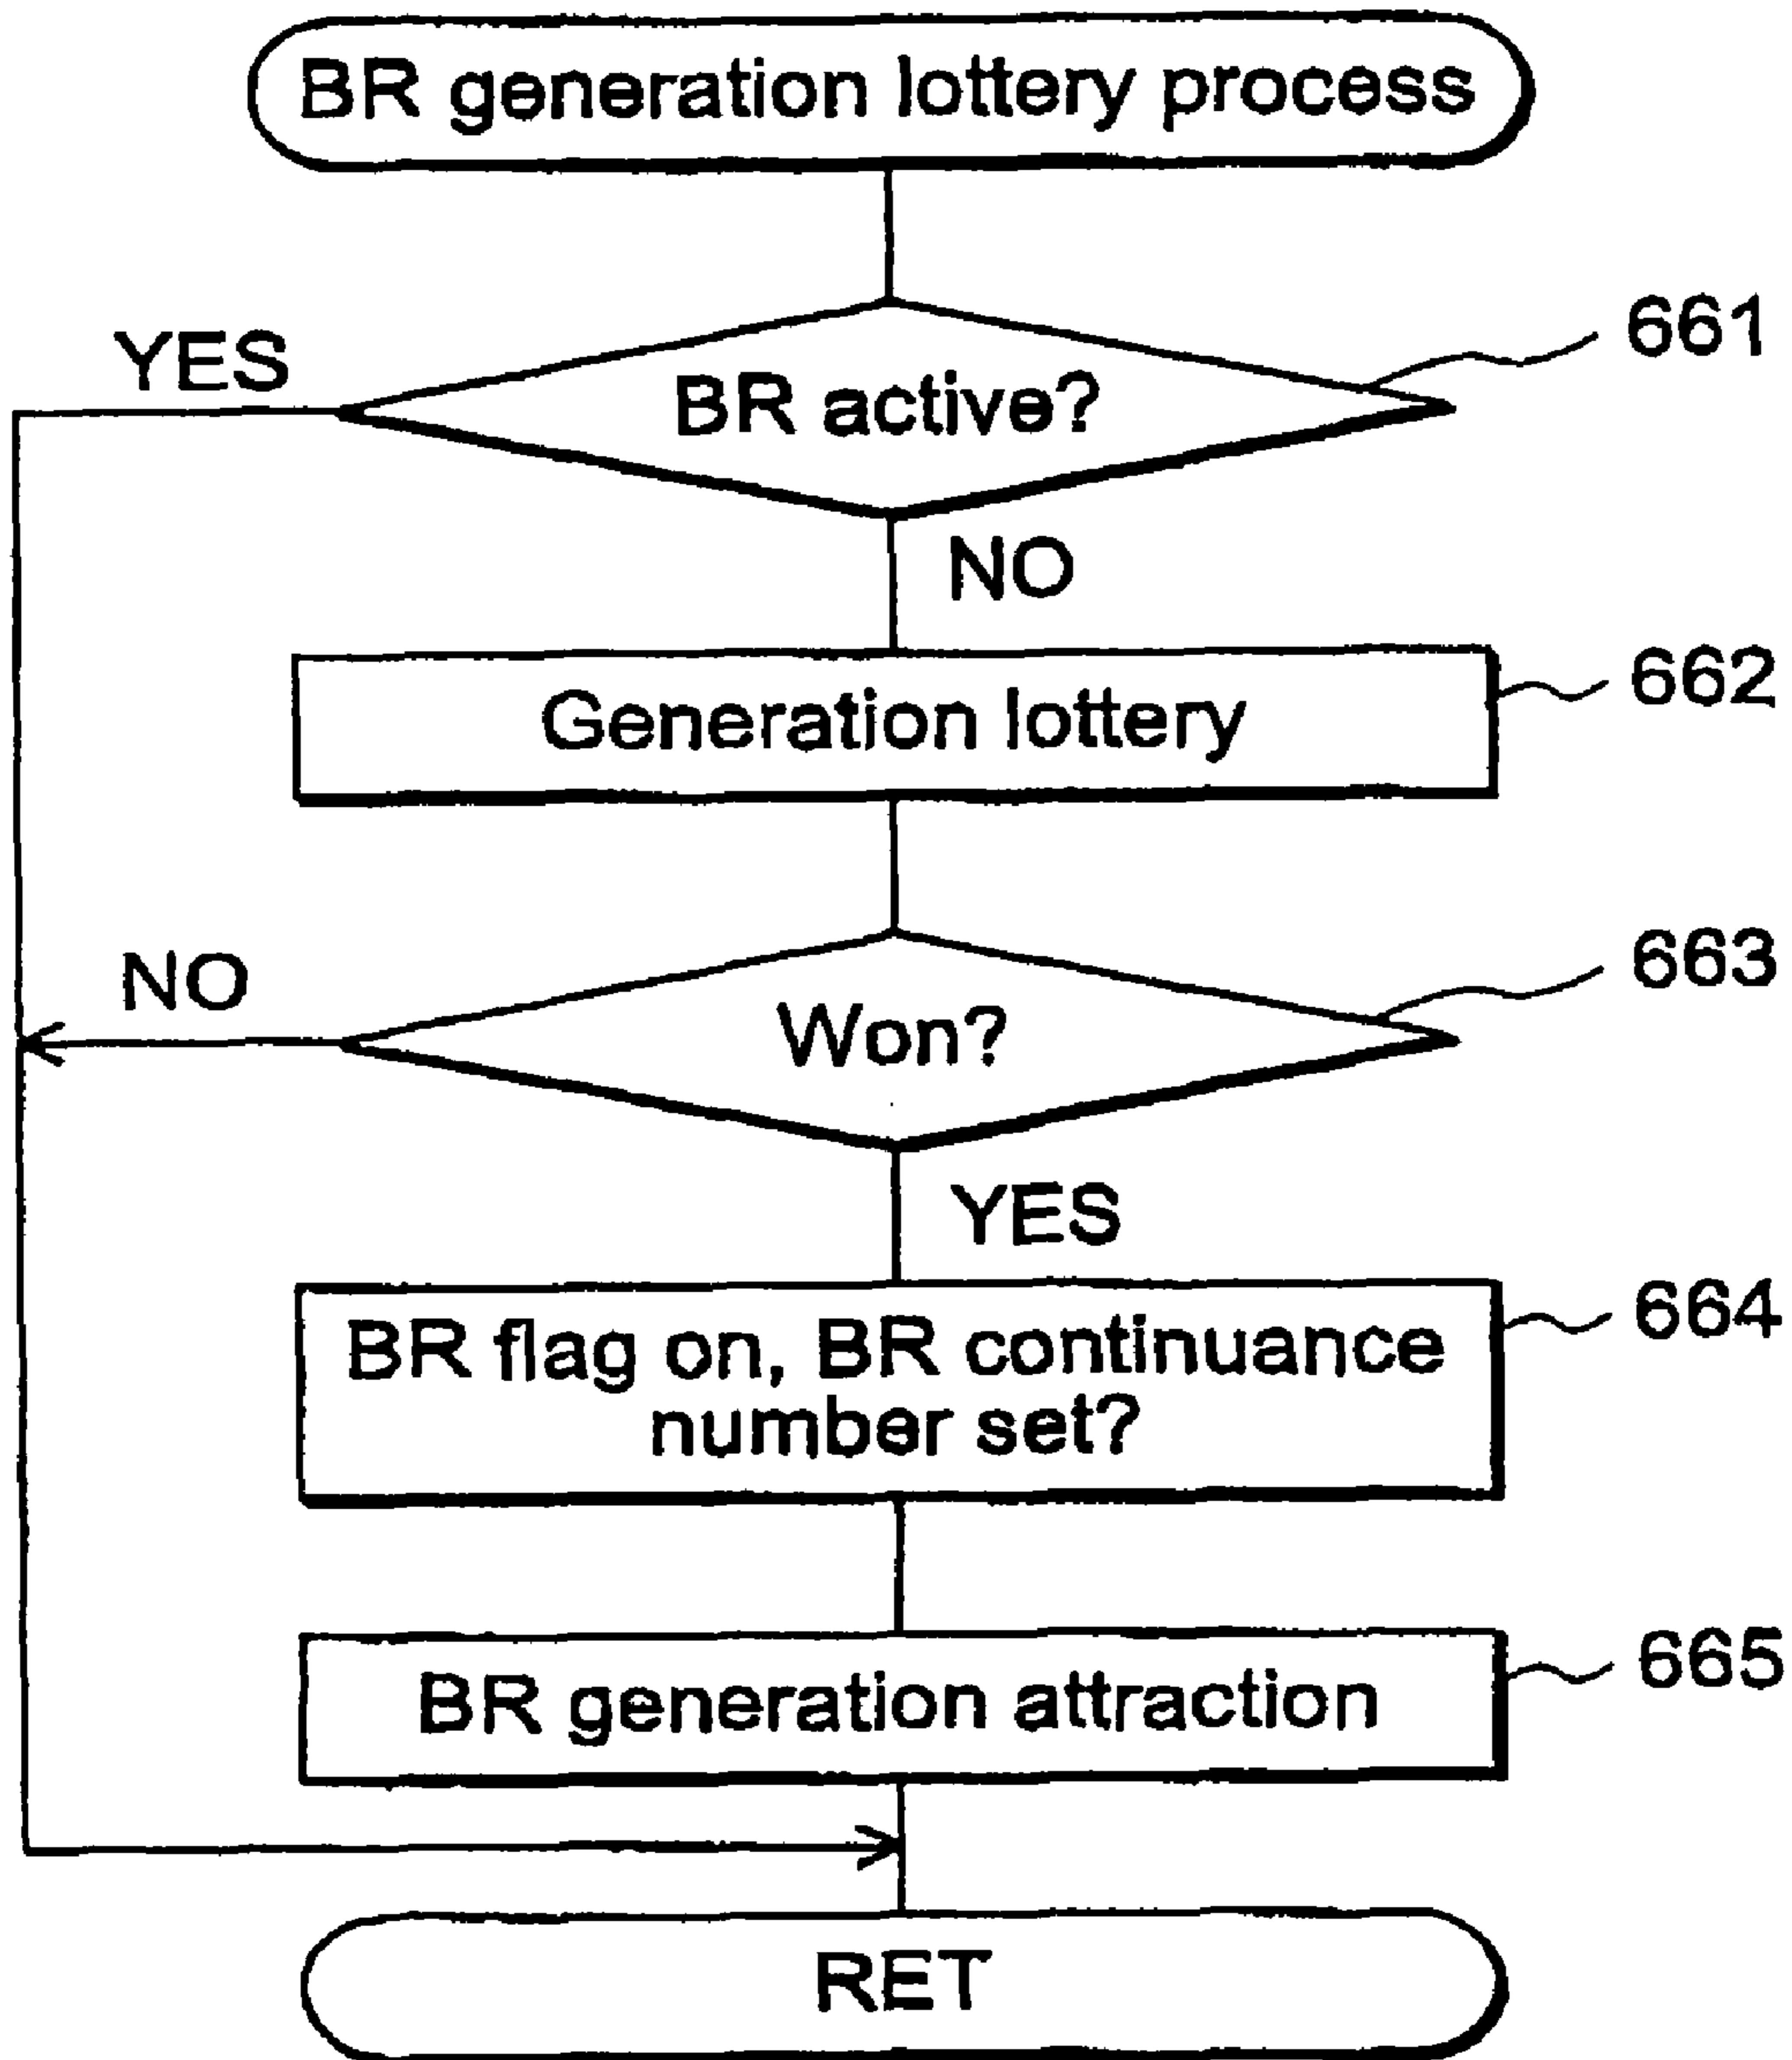 BR generation lottery process
661
YES
BR active?
NO
662
Generation lottery
663
NO
Won?
YES
664
BR flag on, BR continuance
number set?
665
BR generation attraction
RET